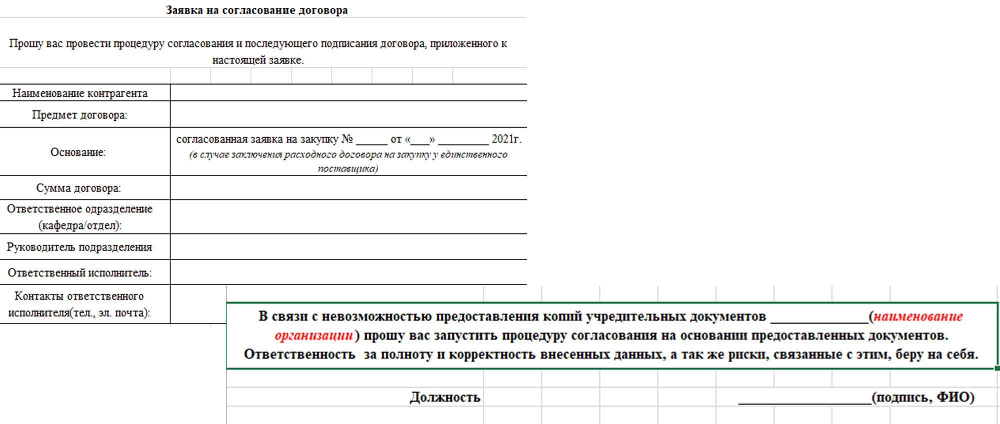 Заявка на согласование договора
Прошу вас провести процедуру согласования и последующего подписания договора, приложенного к
настоящей заявке.
Наименование контрагента
Предмет договора:
Основание:
согласованная заявка на закупку № _____ от «___» ________ 2021г.
(в случае заключения расходного договора на закупку у единственного
поставщика)
Сумма договора:
Ответственное одразделение
(кафедра/отдел):
Руководитель подразделения
Ответственный исполнитель:
Контакты ответственного
исполнителя(тел., эл. почта):
В связи с невозможностью предоставления копий учредительных документов ______________(наименование
организации) прошу вас запустить процедуру согласования на основании предоставленных документов.
Ответственность  за полноту и корректность внесенных данных, а так же риски, связанные с этим, беру на себя.
Должность
___________________(подпись, ФИО)